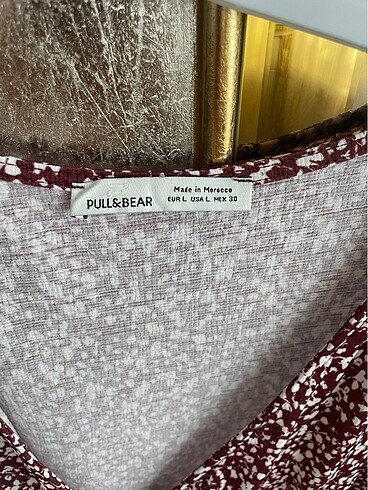 PULL&BEAR
Made in Morocco
EUR L USA L MEX 30